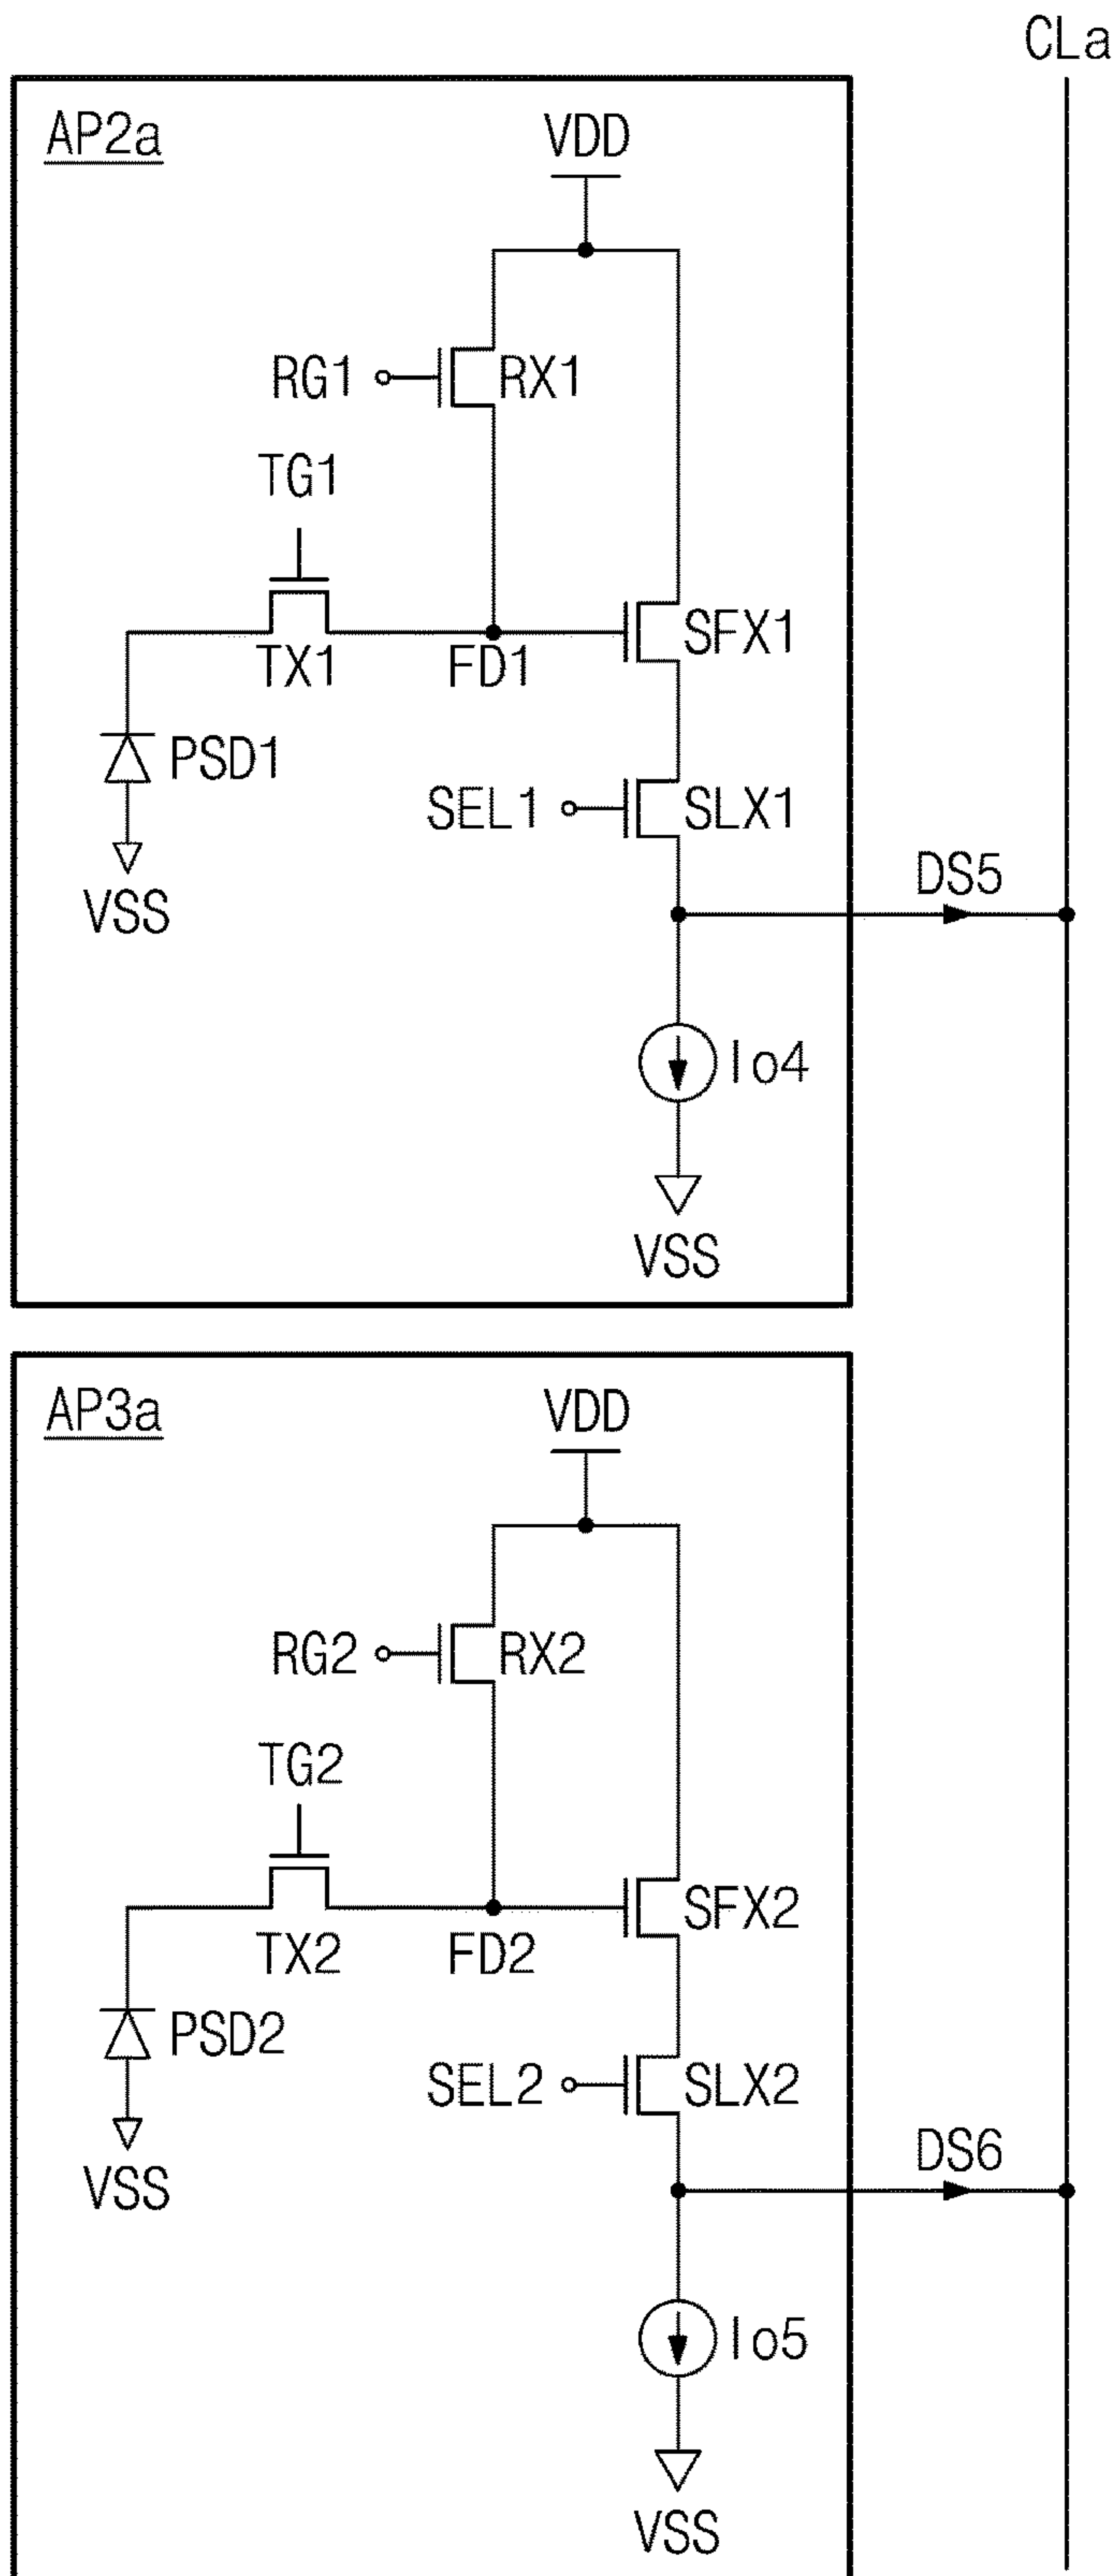 CLa
AP2a
VDD
RG1
RX1
TG1
TX1
FD1
SFX1
PSD1
VSS
SEL1
SLX1
DS5
Io4
VSS
AP3a
VDD
RG2
RX2
TG2
TX2
FD2
SFX2
PSD2
VSS
SEL2
SLX2
DS6
Io5
VSS